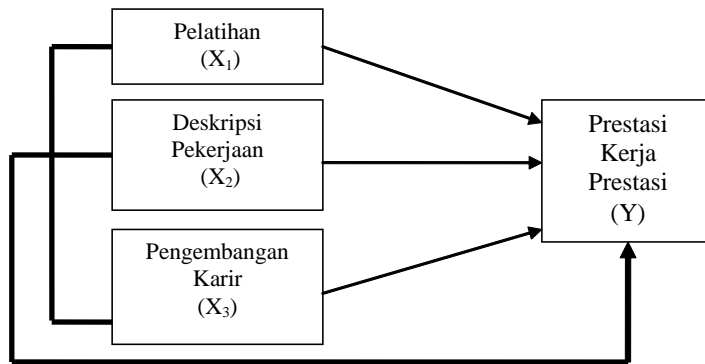 Pelatihan
(X₁)
Deskripsi
Pekerjaan
(X₂)
Pengembangan
Karir
(X₃)
Prestasi
Kerja
Prestasi
(Y)